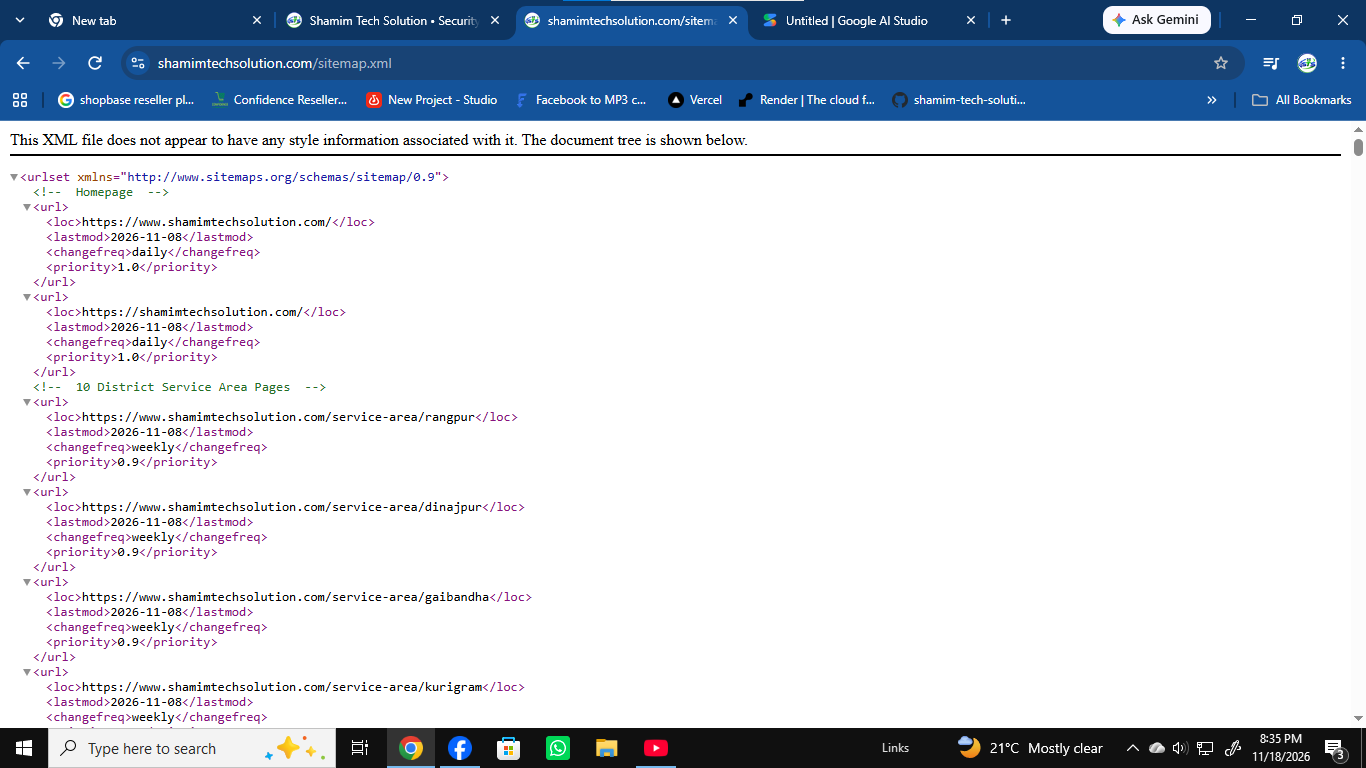 New tab
Shamim Tech Solution • Security
shamimtechsolution.com/sitema
Untitled | Google AI Studio
Ask Gemini
shamimtechsolution.com/sitemap.xml
shopbase reseller pl...
Confidence Reseller...
New Project - Studio
Facebook to MP3 c...
Vercel
Render | The cloud f...
shamim-tech-soluti...
»
All Bookmarks
This XML file does not appear to have any style information associated with it. The document tree is shown below.
<urlset xmlns="http://www.sitemaps.org/schemas/sitemap/0.9">
<!-- Homepage -->
<url>
<loc>https://www.shamimtechsolution.com/</loc>
<lastmod>2026-11-08</lastmod>
<changefreq>daily</changefreq>
<priority>1.0</priority>
</url>
<url>
<loc>https://shamimtechsolution.com/</loc>
<lastmod>2026-11-08</lastmod>
<changefreq>daily</changefreq>
<priority>1.0</priority>
</url>
<!-- 10 District Service Area Pages -->
<url>
<loc>https://www.shamimtechsolution.com/service-area/rangpur</loc>
<lastmod>2026-11-08</lastmod>
<changefreq>weekly</changefreq>
<priority>0.9</priority>
</url>
<url>
<loc>https://www.shamimtechsolution.com/service-area/dinajpur</loc>
<lastmod>2026-11-08</lastmod>
<changefreq>weekly</changefreq>
<priority>0.9</priority>
</url>
<url>
<loc>https://www.shamimtechsolution.com/service-area/gaibandha</loc>
<lastmod>2026-11-08</lastmod>
<changefreq>weekly</changefreq>
<priority>0.9</priority>
</url>
<url>
<loc>https://www.shamimtechsolution.com/service-area/kurigram</loc>
<lastmod>2026-11-08</lastmod>
<changefreq>weekly</changefreq>
Type here to search
Links
21°C Mostly clear
8:35 PM
11/18/2026
3